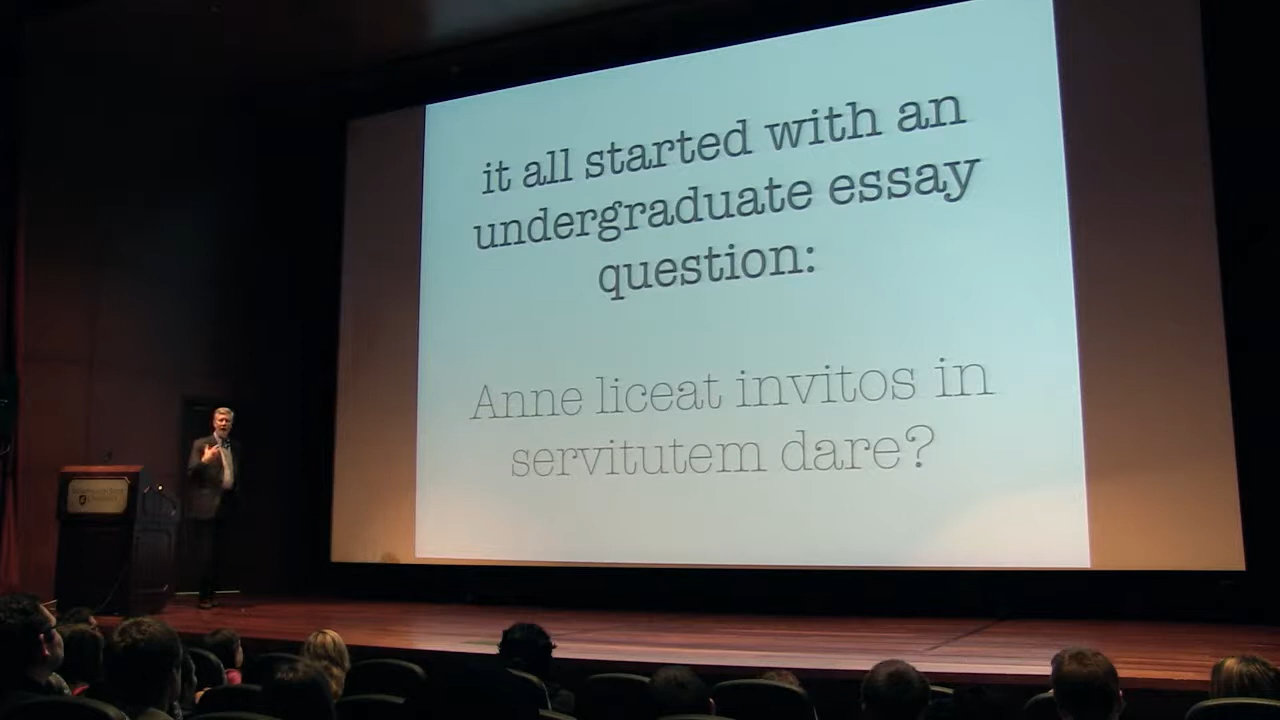 it all started with an
undergraduate essay
question:
Anne liceat invitos in
servitutem dare?